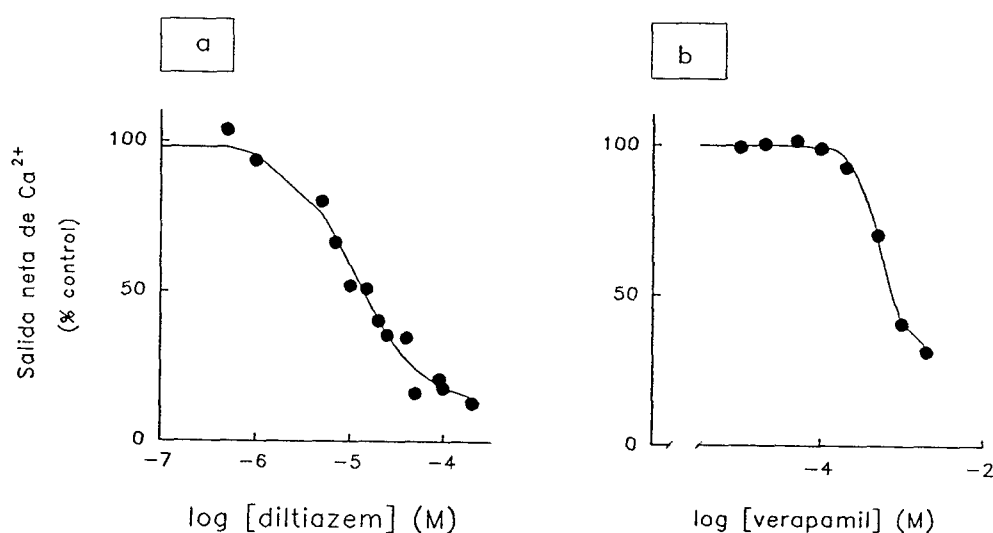 a
b
Salida neta de Ca²⁺
(% control)
100
50
0
-7
-6
-5
-4
log [diltiazem] (M)
100
50
0
-4
-2
log [verapamil] (M)